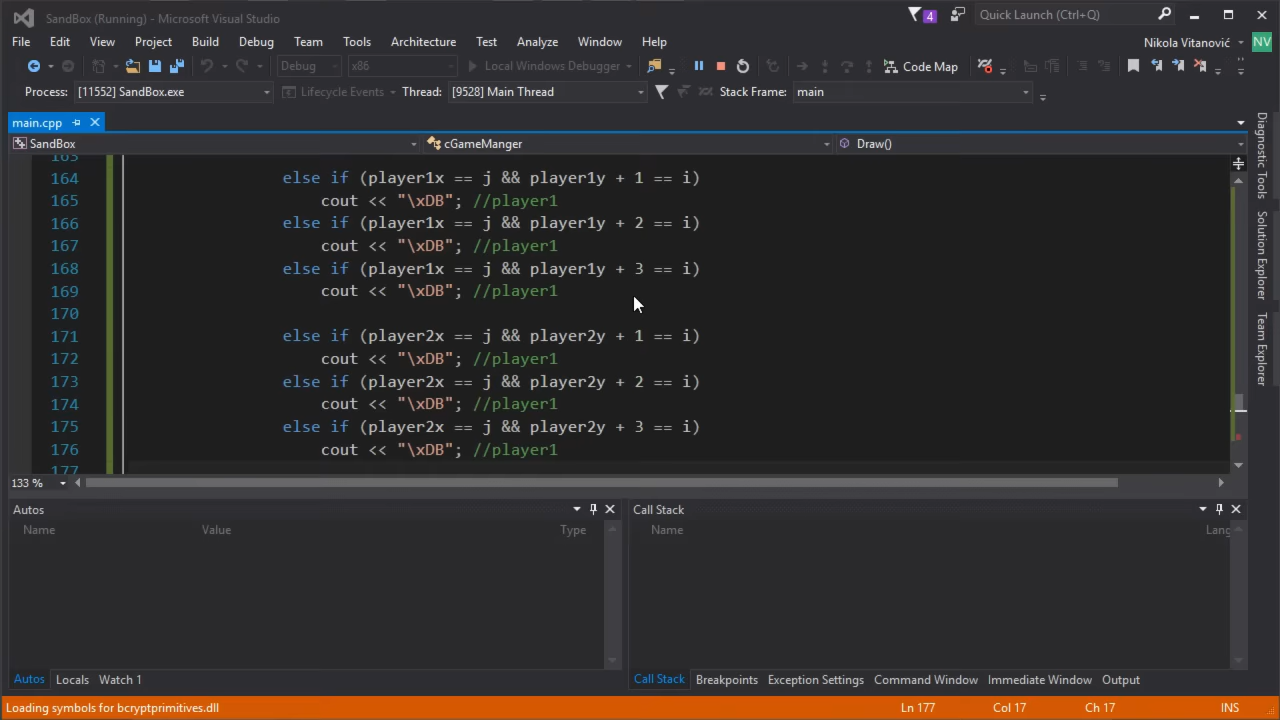 SandBox (Running) - Microsoft Visual Studio
4
Quick Launch (Ctrl+Q)
File Edit View Project Build Debug Team Tools Architecture Test Analyze Window Help
Nikola Vitanović NV
Debug x86 Local Windows Debugger Code Map
Process: [11552] SandBox.exe Lifecycle Events Thread: [9528] Main Thread Stack Frame: main
main.cpp
SandBox cGameManger Draw()
163
164 else if (player1x == j && player1y + 1 == i)
165 cout << "\xDB"; //player1
166 else if (player1x == j && player1y + 2 == i)
167 cout << "\xDB"; //player1
168 else if (player1x == j && player1y + 3 == i)
169 cout << "\xDB"; //player1
170
171 else if (player2x == j && player2y + 1 == i)
172 cout << "\xDB"; //player1
173 else if (player2x == j && player2y + 2 == i)
174 cout << "\xDB"; //player1
175 else if (player2x == j && player2y + 3 == i)
176 cout << "\xDB"; //player1
177
133 %
Diagnostic Tools
Solution Explorer
Team Explorer
Autos
Name Value Type
Call Stack
Name Lang
Autos Locals Watch 1
Call Stack Breakpoints Exception Settings Command Window Immediate Window Output
Loading symbols for bcryptprimitives.dll Ln 177 Col 17 Ch 17 INS